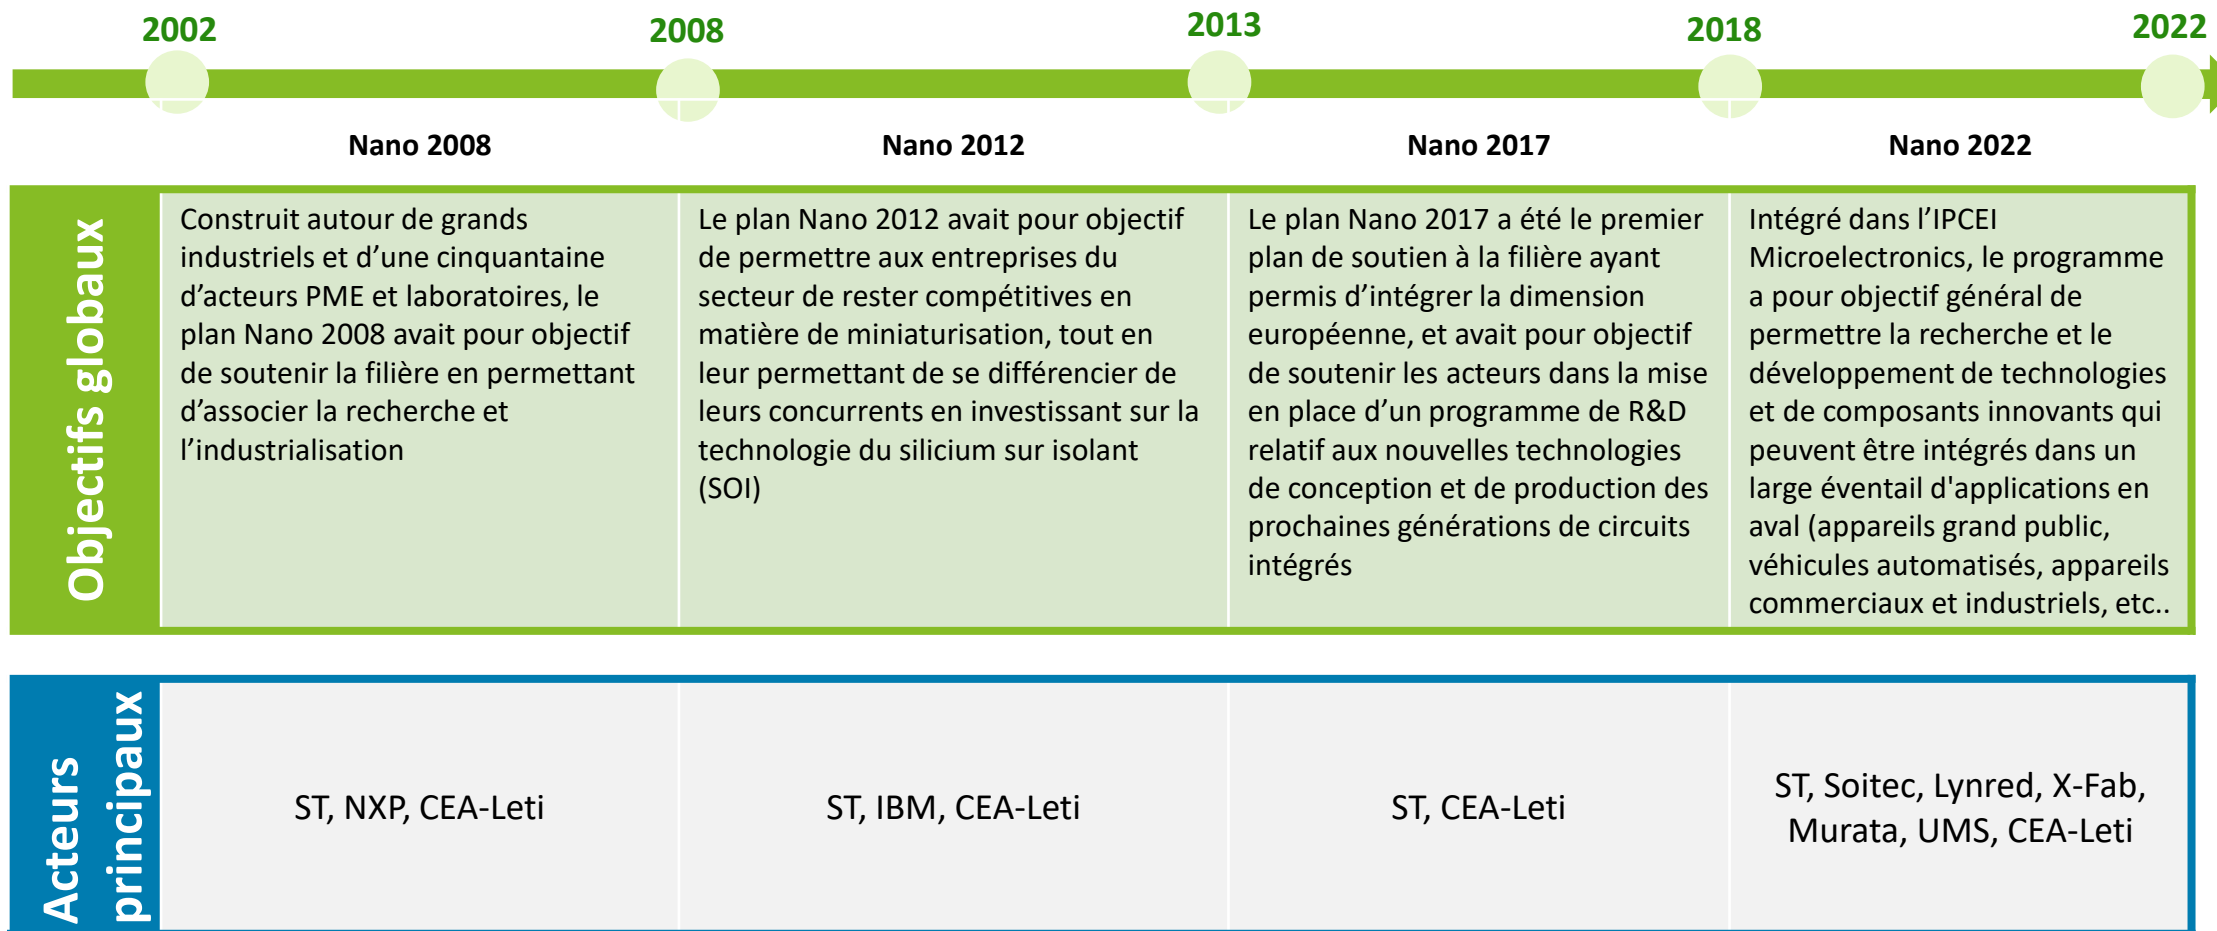 2002
2008
2013
2018
2022
Nano 2008
Nano 2012
Nano 2017
Nano 2022
Objectifs globaux
Construit autour de grands
industriels et d’une cinquantaine
d’acteurs PME et laboratoires, le
plan Nano 2008 avait pour objectif
de soutenir la filière en permettant
d’associer la recherche et
l’industrialisation
Le plan Nano 2012 avait pour objectif
de permettre aux entreprises du
secteur de rester compétitives en
matière de miniaturisation, tout en
leur permettant de se différencier de
leurs concurrents en investissant sur la
technologie du silicium sur isolant
(SOI)
Le plan Nano 2017 a été le premier
plan de soutien à la filière ayant
permis d’intégrer la dimension
européenne, et avait pour objectif
de soutenir les acteurs dans la mise
en place d’un programme de R&D
relatif aux nouvelles technologies
de conception et de production des
prochaines générations de circuits
intégrés
Intégré dans l’IPCEI
Microelectronics, le programme
a pour objectif général de
permettre la recherche et le
développement de technologies
et de composants innovants qui
peuvent être intégrés dans un
large éventail d'applications en
aval (appareils grand public,
véhicules automatisés, appareils
commerciaux et industriels, etc..
Acteurs
principaux
ST, NXP, CEA-Leti
ST, IBM, CEA-Leti
ST, CEA-Leti
ST, Soitec, Lynred, X-Fab,
Murata, UMS, CEA-Leti